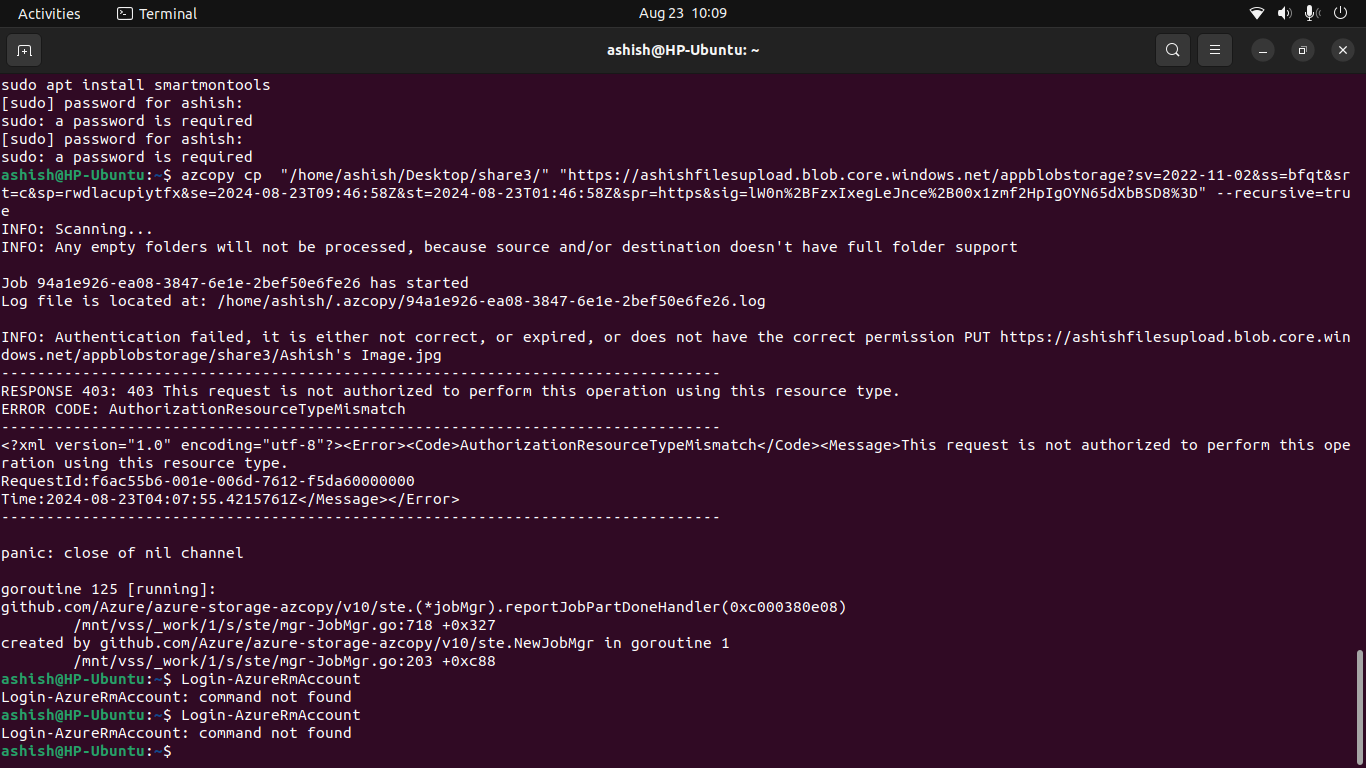 Activities
Terminal
Aug 23 10:09
ashish@HP-Ubuntu: ~
sudo apt install smartmontools
[sudo] password for ashish:
sudo: a password is required
[sudo] password for ashish:
sudo: a password is required
ashish@HP-Ubuntu:~$ azcopy cp  "/home/ashish/Desktop/share3/" "https://ashishfilesupload.blob.core.windows.net/appblobstorage?sv=2022-11-02&ss=bfqt&sr
t=c&sp=rwdlacupiytfx&se=2024-08-23T09:46:58Z&st=2024-08-23T01:46:58Z&spr=https&sig=lW0n%2BFzxIxegLeJnce%2B00x1zmf2HpIgOYN65dXbBSD8%3D" --recursive=tru
e
INFO: Scanning...
INFO: Any empty folders will not be processed, because source and/or destination doesn't have full folder support
Job 94a1e926-ea08-3847-6e1e-2bef50e6fe26 has started
Log file is located at: /home/ashish/.azcopy/94a1e926-ea08-3847-6e1e-2bef50e6fe26.log
INFO: Authentication failed, it is either not correct, or expired, or does not have the correct permission PUT https://ashishfilesupload.blob.core.win
dows.net/appblobstorage/share3/Ashish's Image.jpg
--------------------------------------------------------------------------------
RESPONSE 403: 403 This request is not authorized to perform this operation using this resource type.
ERROR CODE: AuthorizationResourceTypeMismatch
--------------------------------------------------------------------------------
<?xml version="1.0" encoding="utf-8"?><Error><Code>AuthorizationResourceTypeMismatch</Code><Message>This request is not authorized to perform this ope
ration using this resource type.
RequestId:f6ac55b6-001e-006d-7612-f5da60000000
Time:2024-08-23T04:07:55.4215761Z</Message></Error>
--------------------------------------------------------------------------------
panic: close of nil channel
goroutine 125 [running]:
github.com/Azure/azure-storage-azcopy/v10/ste.(*jobMgr).reportJobPartDoneHandler(0xc000380e08)
/mnt/vss/_work/1/s/ste/mgr-JobMgr.go:718 +0x327
created by github.com/Azure/azure-storage-azcopy/v10/ste.NewJobMgr in goroutine 1
/mnt/vss/_work/1/s/ste/mgr-JobMgr.go:203 +0xc88
ashish@HP-Ubuntu:~$ Login-AzureRmAccount
Login-AzureRmAccount: command not found
ashish@HP-Ubuntu:~$ Login-AzureRmAccount
Login-AzureRmAccount: command not found
ashish@HP-Ubuntu:~$